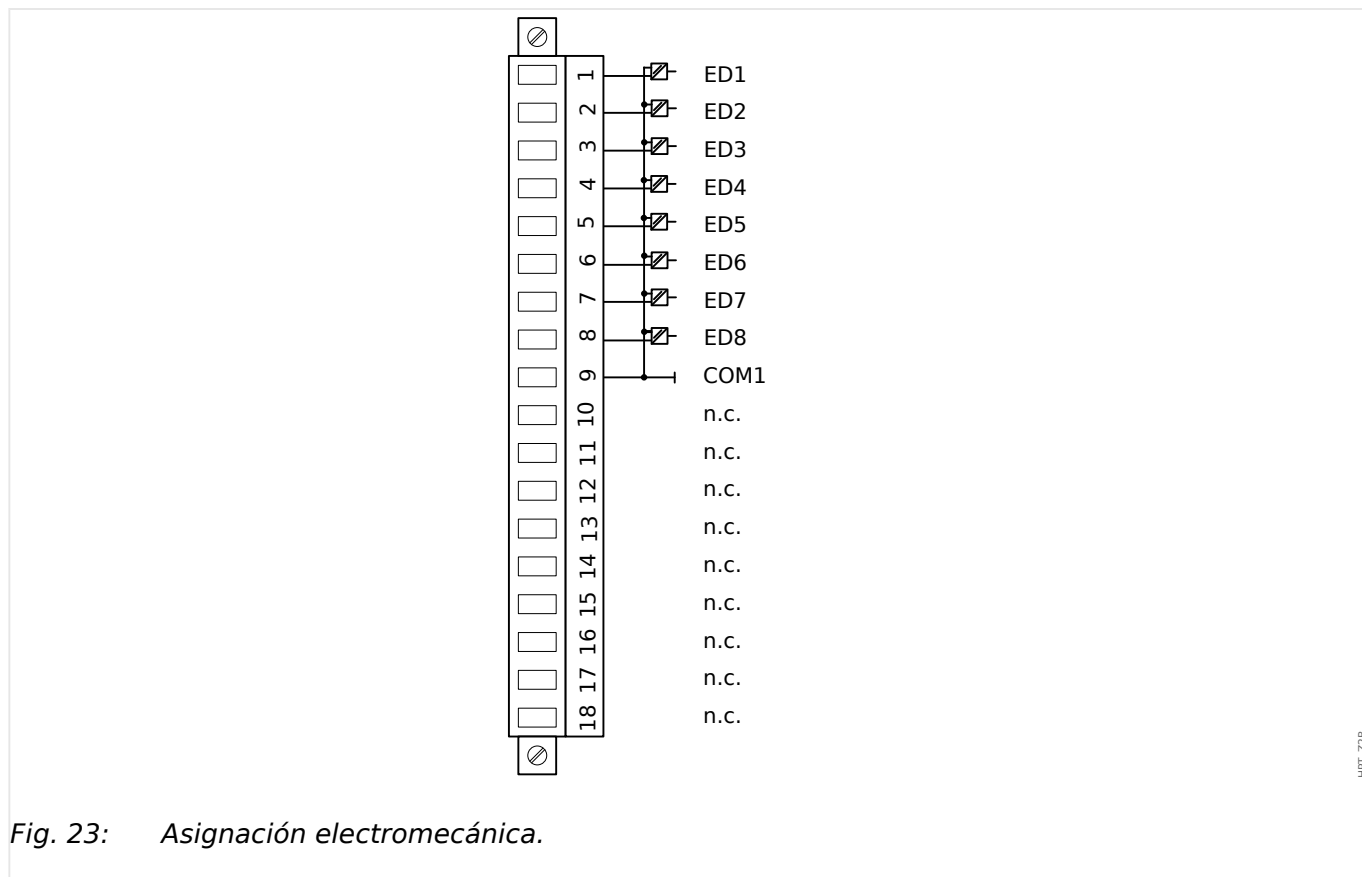 1 ED1
2 ED2
3 ED3
4 ED4
5 ED5
6 ED6
7 ED7
8 ED8
9 COM1
10 n.c.
11 n.c.
12 n.c.
13 n.c.
14 n.c.
15 n.c.
16 n.c.
17 n.c.
18 n.c.
Fig. 23: Asignación electromecánica.